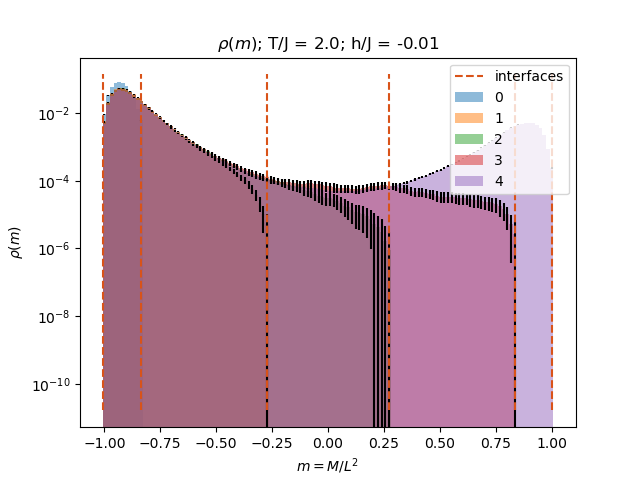 ρ(m); T/J = 2.0; h/J = -0.01
interfaces
0
1
2
3
4
10⁻²
10⁻⁴
10⁻⁶
10⁻⁸
10⁻¹⁰
ρ(m)
−1.00 −0.75 −0.50 −0.25 0.00 0.25 0.50 0.75 1.00
m = M/L²